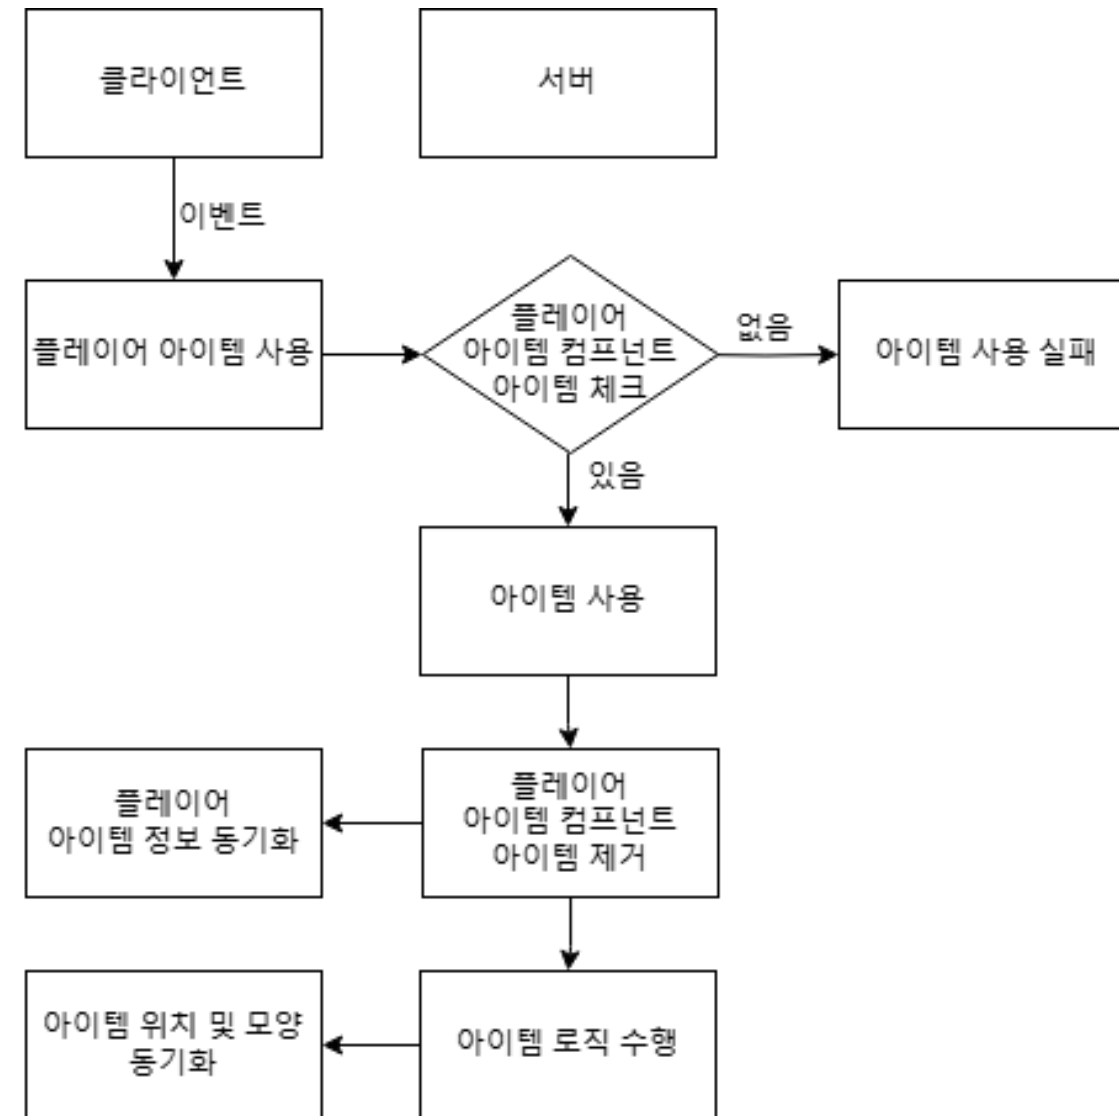 클라이언트
서버
이벤트
플레이어 아이템 사용
플레이어
아이템 컴프넌트
아이템 체크
없음
아이템 사용 실패
있음
아이템 사용
플레이어
아이템 정보 동기화
플레이어
아이템 컴프넌트
아이템 제거
아이템 위치 및 모양
동기화
아이템 로직 수행